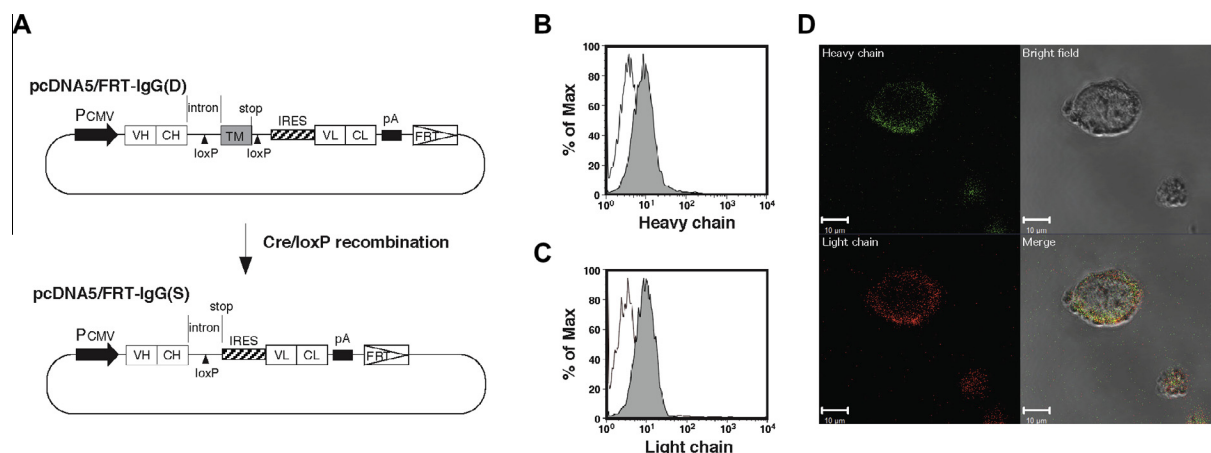 A
pcDNA5/FRT-IgG(D)
intron
stop
PCMV
IRES
pA
VH CH TM VL CL FRT
loxP loxP
Cre/loxP recombination
pcDNA5/FRT-IgG(S)
stop
intron
PCMV
IRES
pA
VH CH VL CL FRT
loxP
B
% of Max
100
80
60
40
20
0
10⁰ 10¹ 10² 10³ 10⁴
Heavy chain
C
% of Max
100
80
60
40
20
0
10⁰ 10¹ 10² 10³ 10⁴
Light chain
D
Heavy chain
Bright field
10 µm
10 µm
Light chain
Merge
10 µm
10 µm